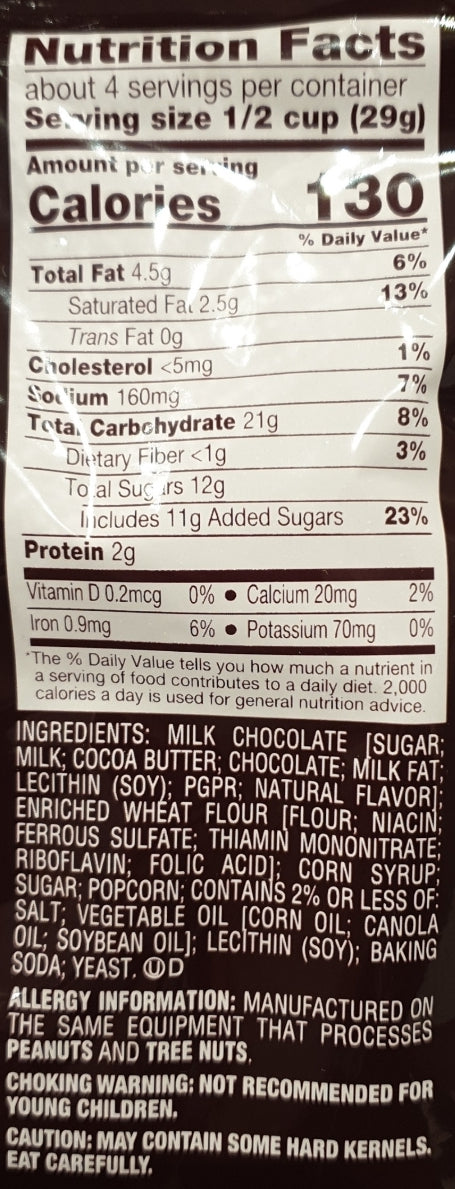 Nutrition Facts
about 4 servings per container
Serving size 1/2 cup (29g)
Amount per serving
Calories 130
% Daily Value*
Total Fat 4.5g 6%
Saturated Fat 2.5g 13%
Trans Fat 0g
Cholesterol <5mg 1%
Sodium 160mg 7%
Total Carbohydrate 21g 8%
Dietary Fiber <1g 3%
Total Sugars 12g
Includes 11g Added Sugars 23%
Protein 2g
Vitamin D 0.2mcg 0% • Calcium 20mg 2%
Iron 0.9mg 6% • Potassium 70mg 0%
*The % Daily Value tells you how much a nutrient in
a serving of food contributes to a daily diet. 2,000
calories a day is used for general nutrition advice.
INGREDIENTS: MILK CHOCOLATE [SUGAR;
MILK; COCOA BUTTER; CHOCOLATE; MILK FAT;
LECITHIN (SOY); PGPR; NATURAL FLAVOR];
ENRICHED WHEAT FLOUR [FLOUR; NIACIN;
FERROUS SULFATE; THIAMIN MONONITRATE;
RIBOFLAVIN; FOLIC ACID]; CORN SYRUP;
SUGAR; POPCORN; CONTAINS 2% OR LESS OF:
SALT; VEGETABLE OIL [CORN OIL; CANOLA
OIL; SOYBEAN OIL]; LECITHIN (SOY); BAKING
SODA; YEAST. ⓊD
ALLERGY INFORMATION: MANUFACTURED ON
THE SAME EQUIPMENT THAT PROCESSES
PEANUTS AND TREE NUTS.
CHOKING WARNING: NOT RECOMMENDED FOR
YOUNG CHILDREN.
CAUTION: MAY CONTAIN SOME HARD KERNELS.
EAT CAREFULLY.